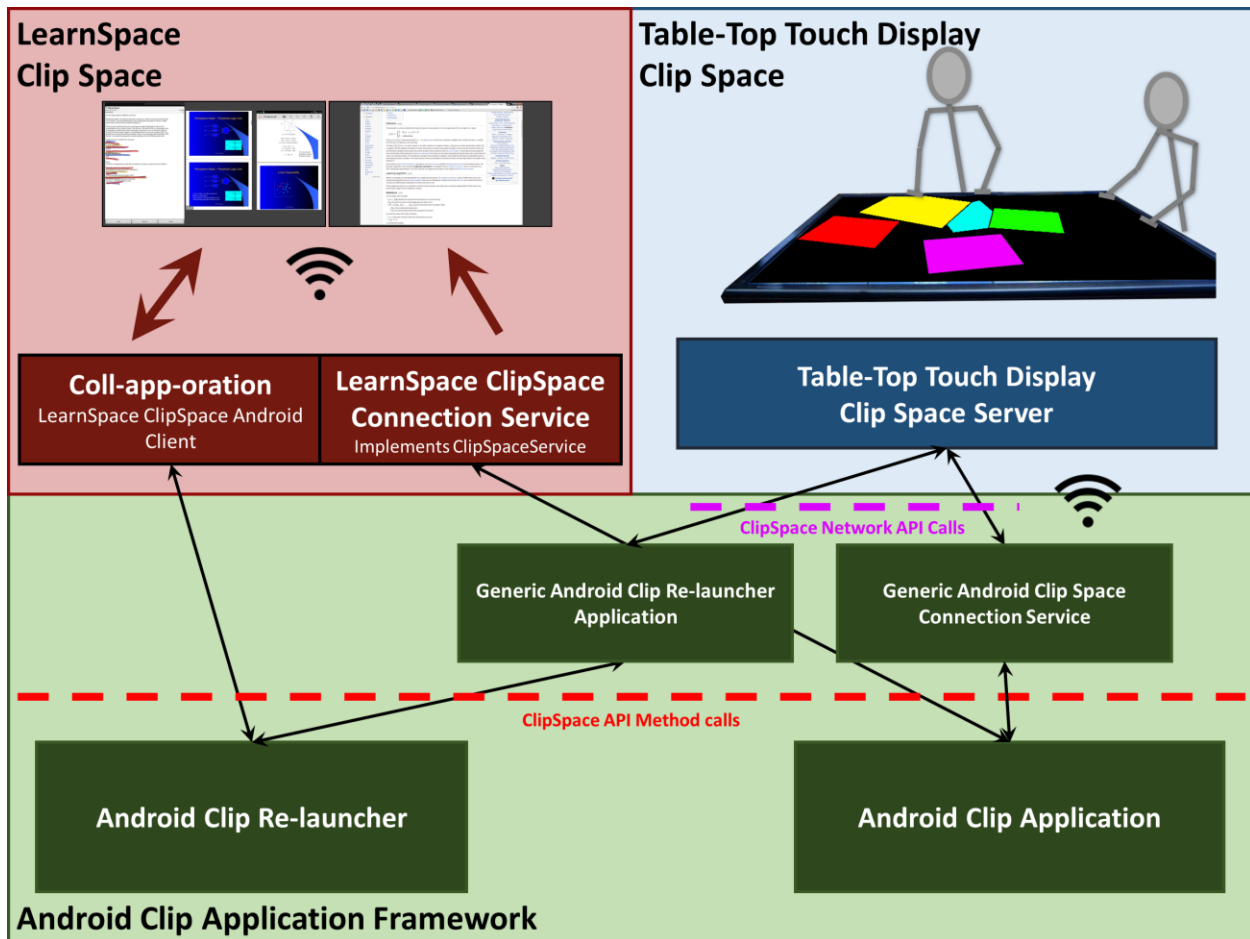 LearnSpace
Clip Space
Table-Top Touch Display
Clip Space
Coll-app-oration
LearnSpace ClipSpace Android
Client
LearnSpace ClipSpace
Connection Service
Implements ClipSpaceService
Table-Top Touch Display
Clip Space Server
ClipSpace Network API Calls
Generic Android Clip Re-launcher
Application
Generic Android Clip Space
Connection Service
ClipSpace API Method calls
Android Clip Re-launcher
Android Clip Application
Android Clip Application Framework